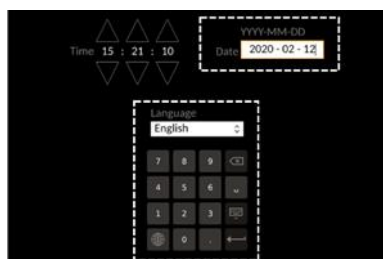 YYYY-MM-DD
Time 15 : 21 : 10
Date 2020 - 02 - 12
Language
English
7 8 9
4 5 6
1 2 3
0 .